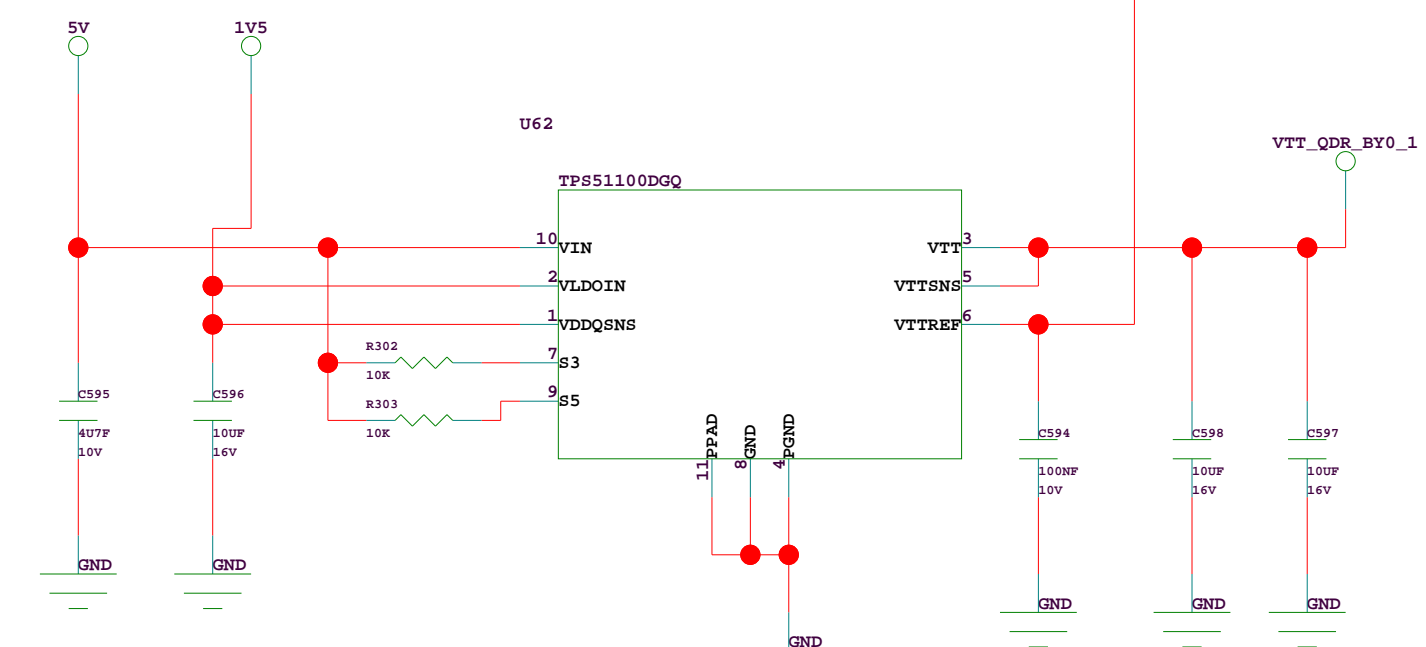 5V
1V5
U62
VTT_QDR_BY0_1
TPS51100DGQ
10 VIN
VTT 3
2 VLDOIN
VTTSNS 5
1 VDDQSNS
VTTREF 6
R302
7 S3
10K
R303
9 S5
10K
C595
4U7F
10V
C596
10UF
16V
11 PPAD
8 GND
4 PGND
C594
100NF
10V
C598
10UF
16V
C597
10UF
16V
GND
GND
GND
GND
GND
GND